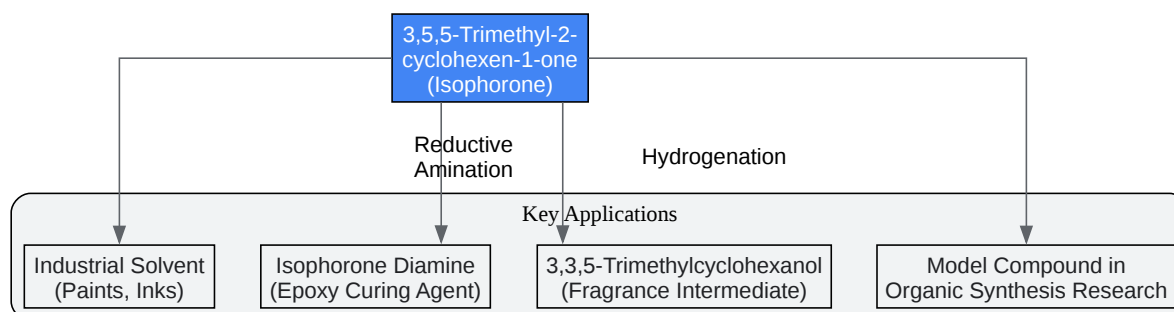 3,5,5-Trimethyl-2-
cyclohexen-1-one
(Isophorone)
Reductive
Amination
Hydrogenation
Key Applications
Industrial Solvent
(Paints, Inks)
Isophorone Diamine
(Epoxy Curing Agent)
3,3,5-Trimethylcyclohexanol
(Fragrance Intermediate)
Model Compound in
Organic Synthesis Research